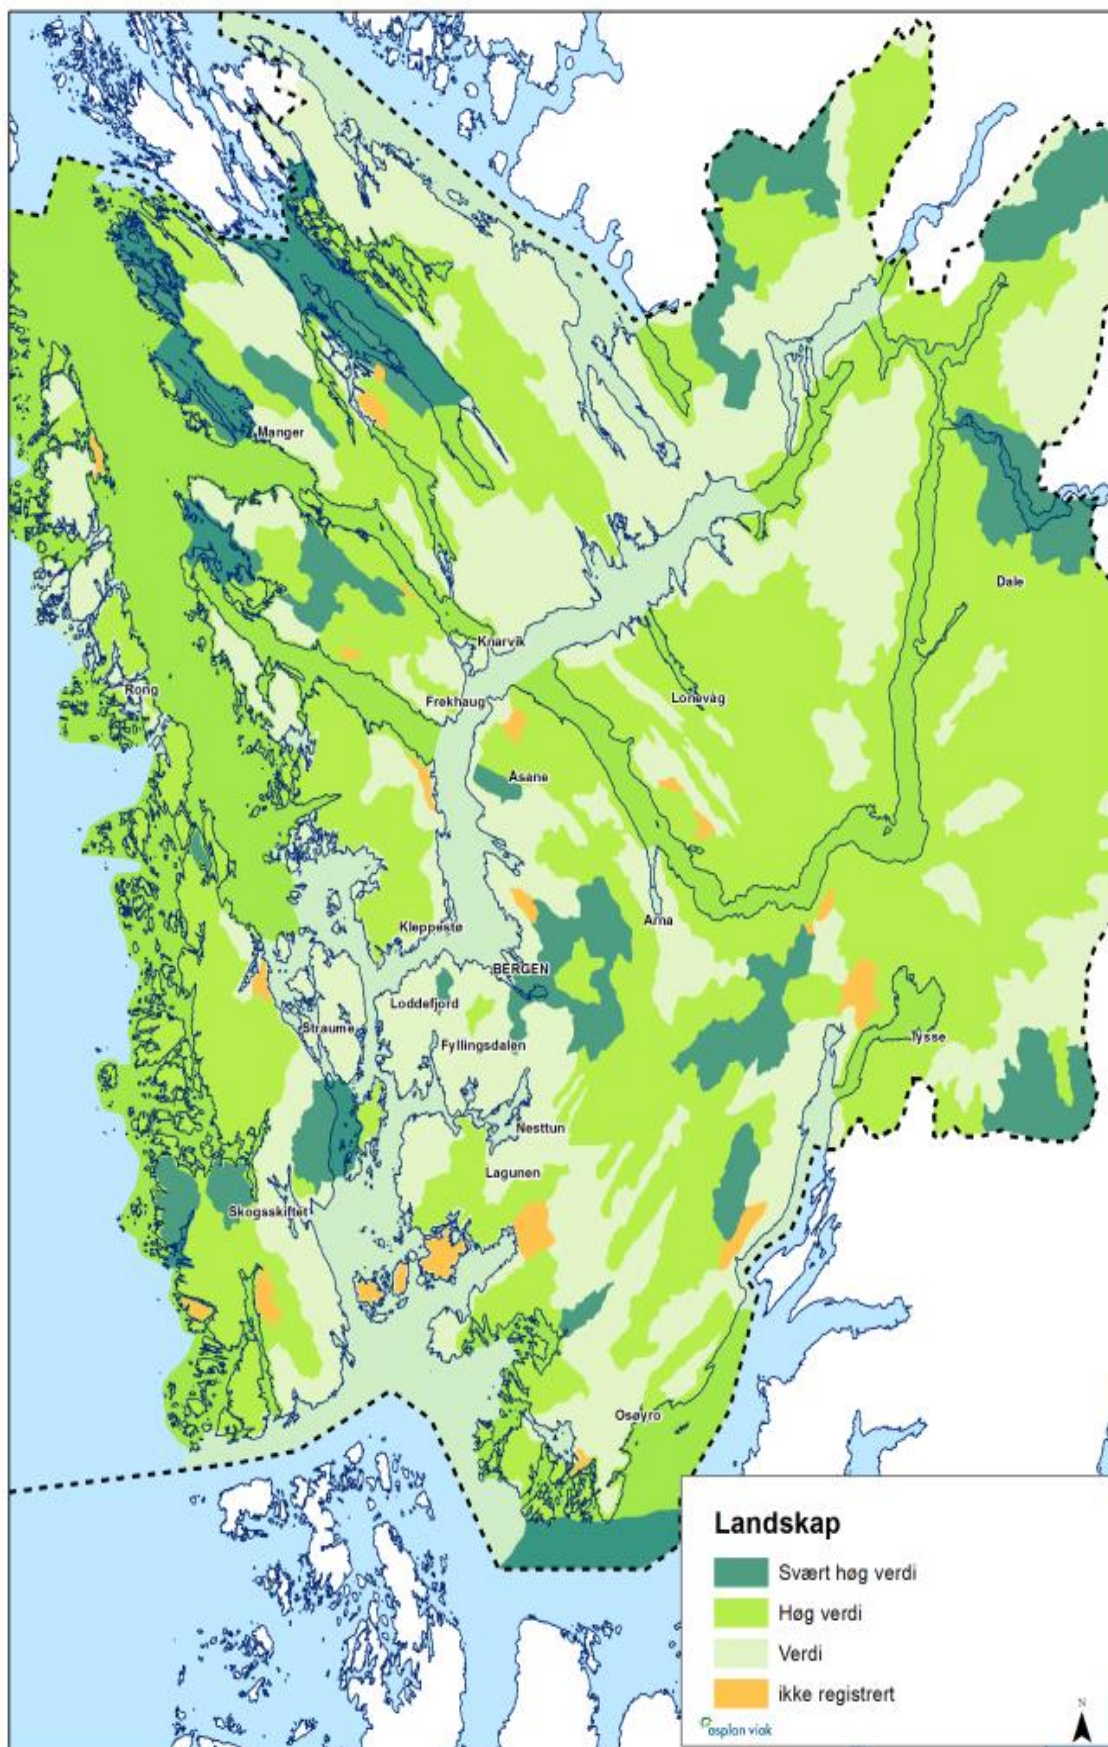 Manger
Dale
Knarvik
Rong
Frekhaug
Lonevåg
Åsane
Kleppestø
Arna
BERGEN
Loddefjord
Straume
Fyllingsdalen
Tysse
Nesttun
Lagunen
Skogsskiftet
Osøyro
Landskap
Svært høg verdi
Høg verdi
Verdi
ikke registrert
asplan viak
N